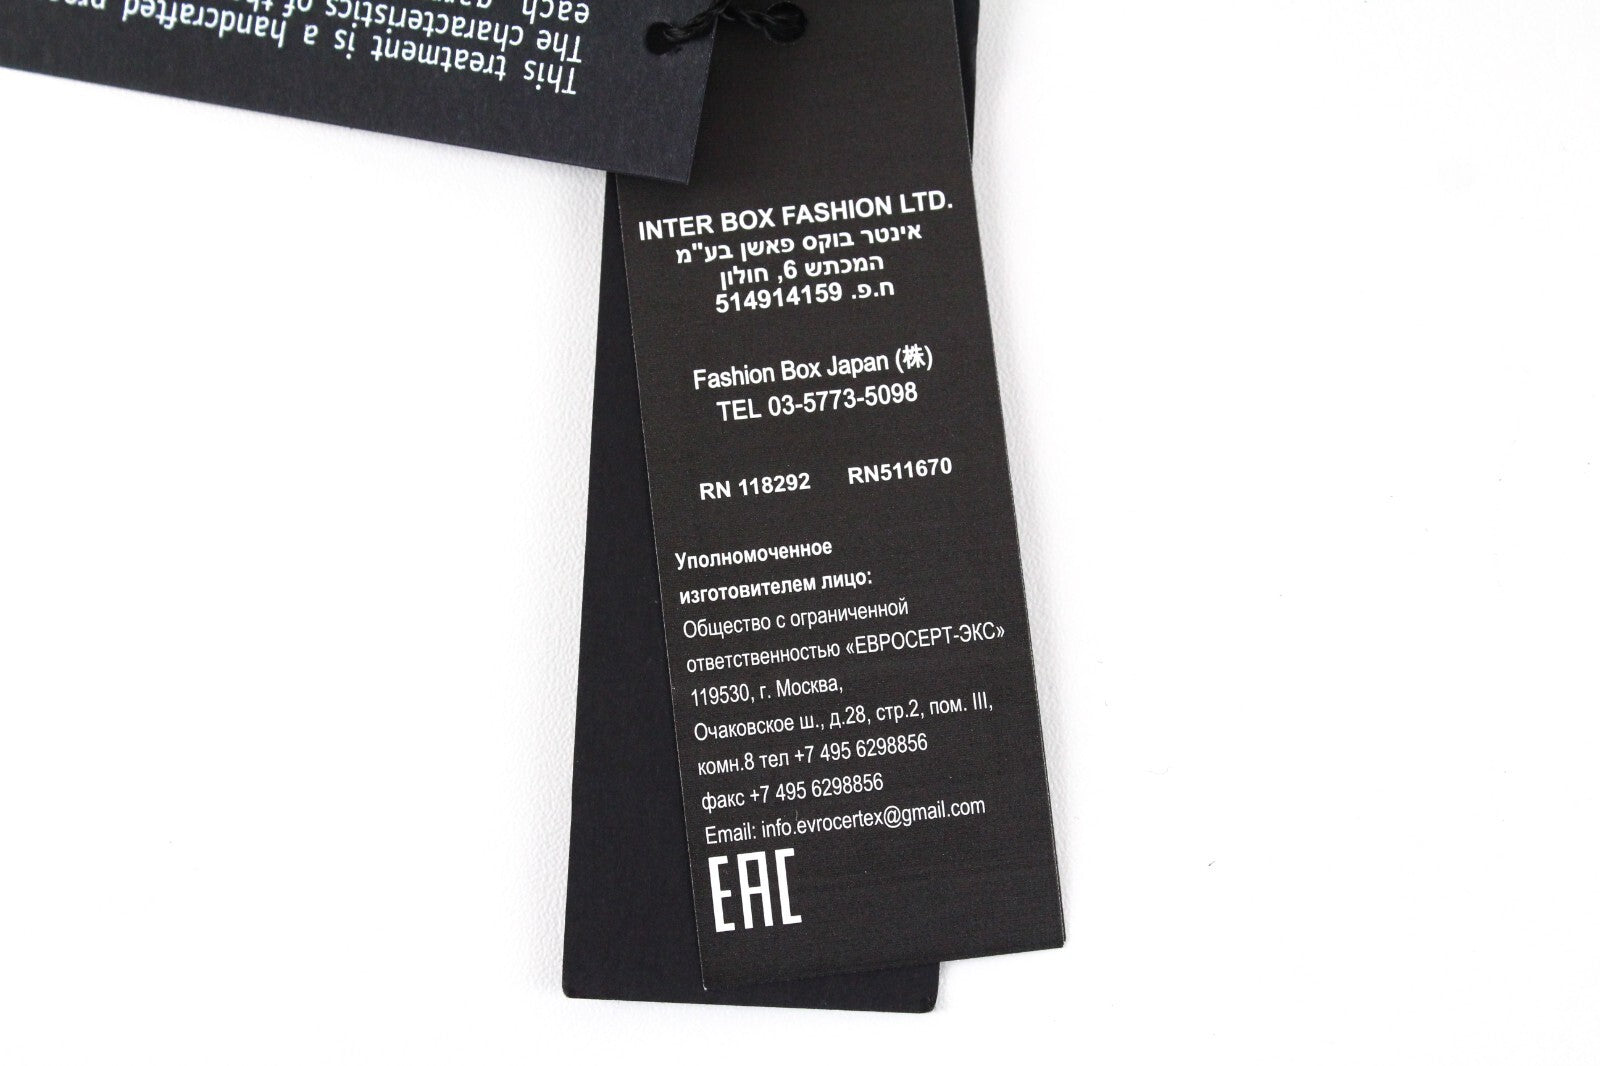 This treatment is a handcrafted
The characteristics of
each
INTER BOX FASHION LTD.
אינטר בוקס פאשן בע"מ
המכתש 6, חולון
ח.פ. 514914159
Fashion Box Japan (株)
TEL 03-5773-5098
RN 118292 RN511670
Уполномоченное
изготовителем лицо:
Общество с ограниченной
ответственностью «ЕВРОСЕРТ-ЭКС»
119530, г. Москва,
Очаковское ш., д.28, стр.2, пом. III,
комн.8 тел +7 495 6298856
факс +7 495 6298856
Email: info.evrocertex@gmail.com
EAC